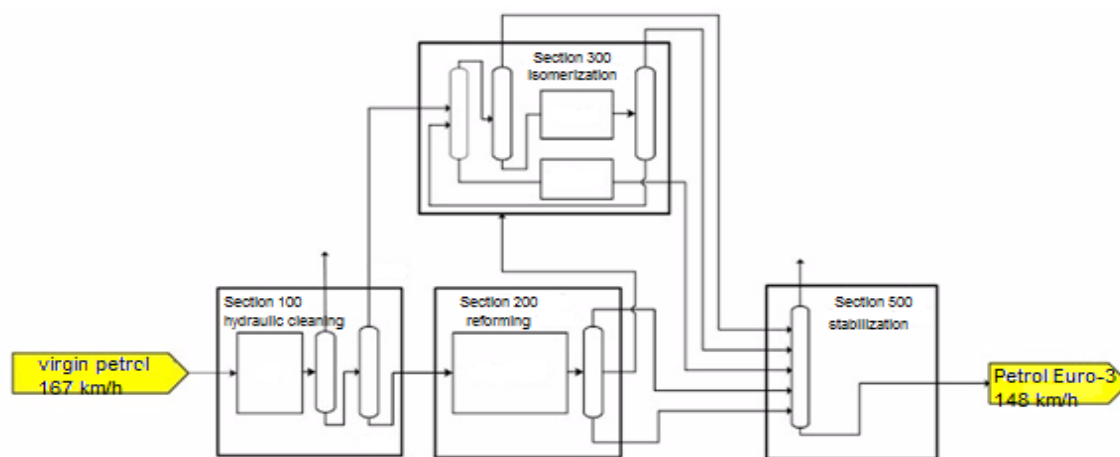 Section 300
isomerization
Section 100
hydraulic cleaning
Section 200
reforming
Section 500
stabilization
virgin petrol
167 km/h
Petrol Euro-3
148 km/h